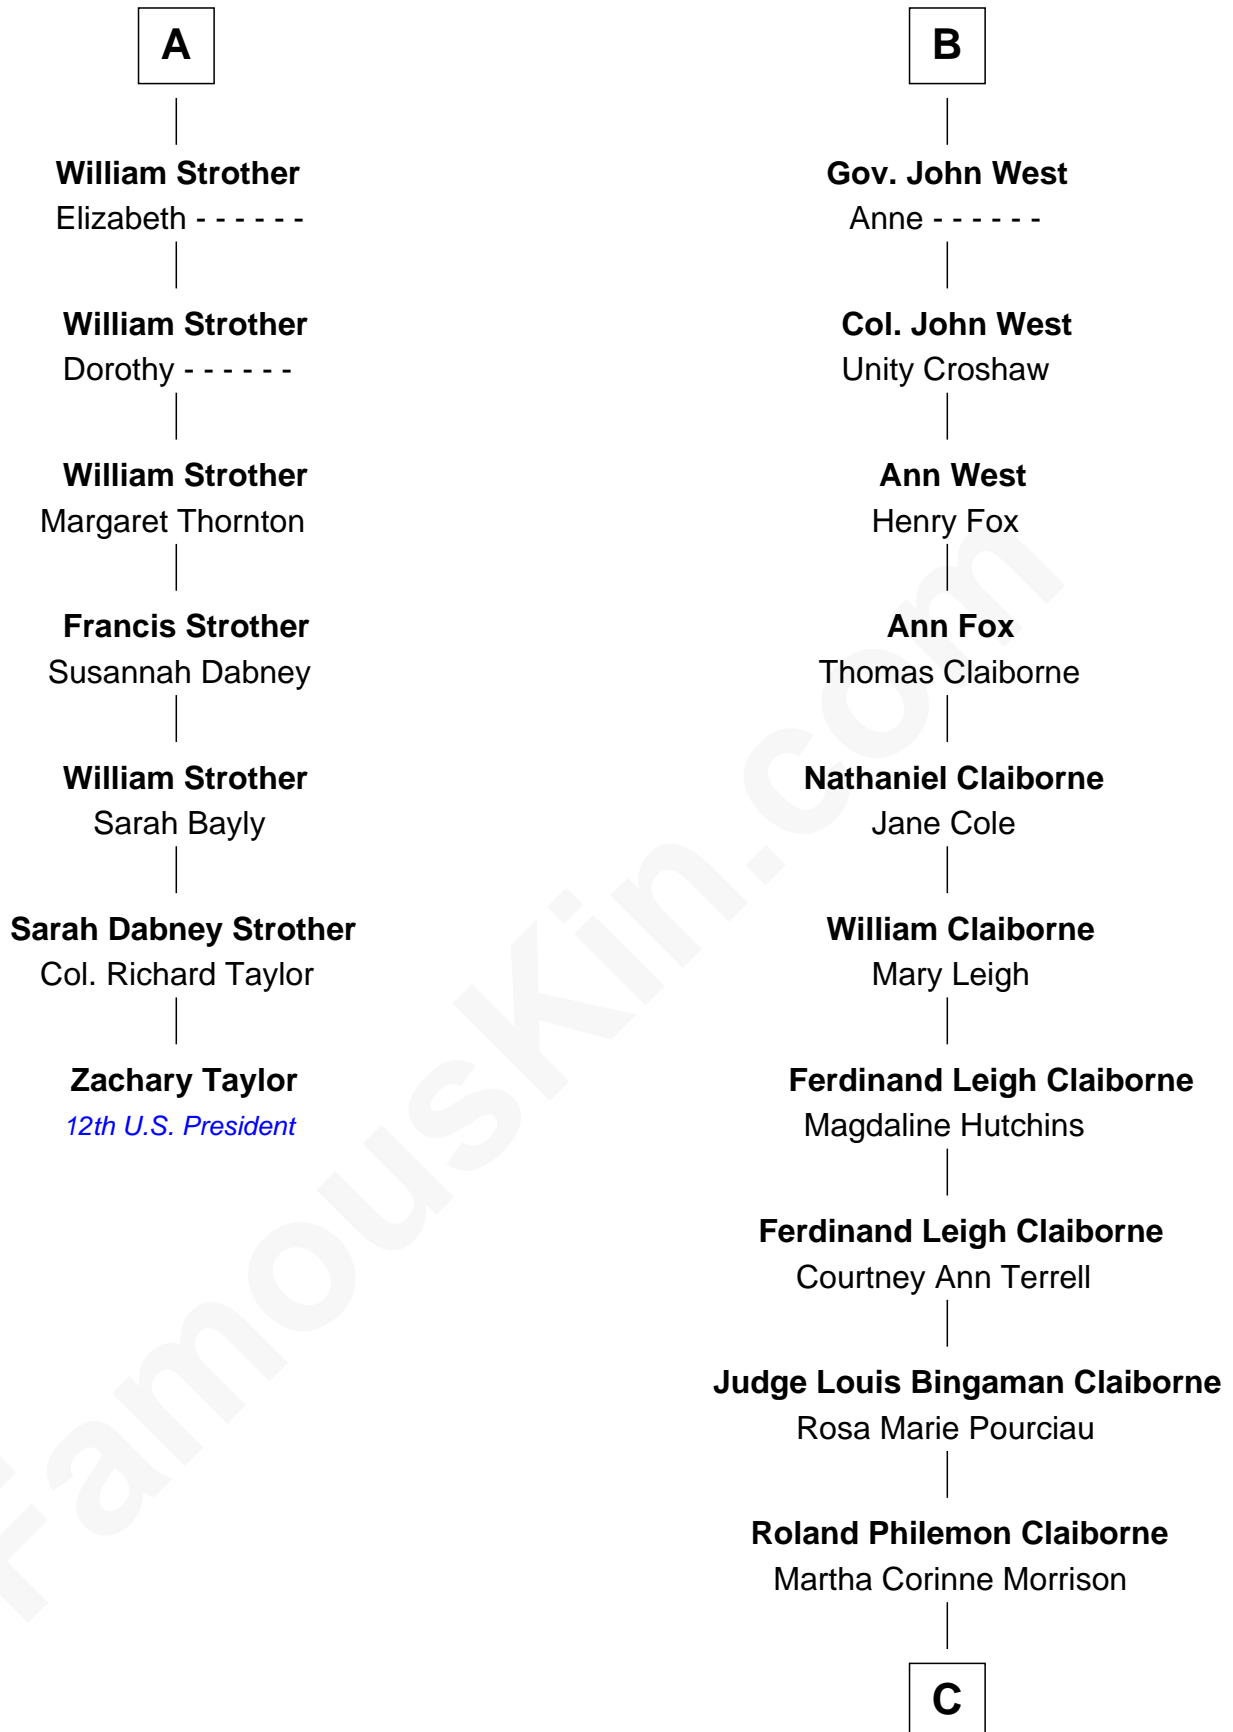 A
William Strother
Elizabeth - - - - - -
William Strother
Dorothy - - - - - -
William Strother
Margaret Thornton
Francis Strother
Susannah Dabney
William Strother
Sarah Bayly
Sarah Dabney Strother
Col. Richard Taylor
Zachary Taylor
12th U.S. President
B
Gov. John West
Anne - - - - - -
Col. John West
Unity Croshaw
Ann West
Henry Fox
Ann Fox
Thomas Claiborne
Nathaniel Claiborne
Jane Cole
William Claiborne
Mary Leigh
Ferdinand Leigh Claiborne
Magdaline Hutchins
Ferdinand Leigh Claiborne
Courtney Ann Terrell
Judge Louis Bingaman Claiborne
Rosa Marie Pourciau
Roland Philemon Claiborne
Martha Corinne Morrison
C
FamousKin.com